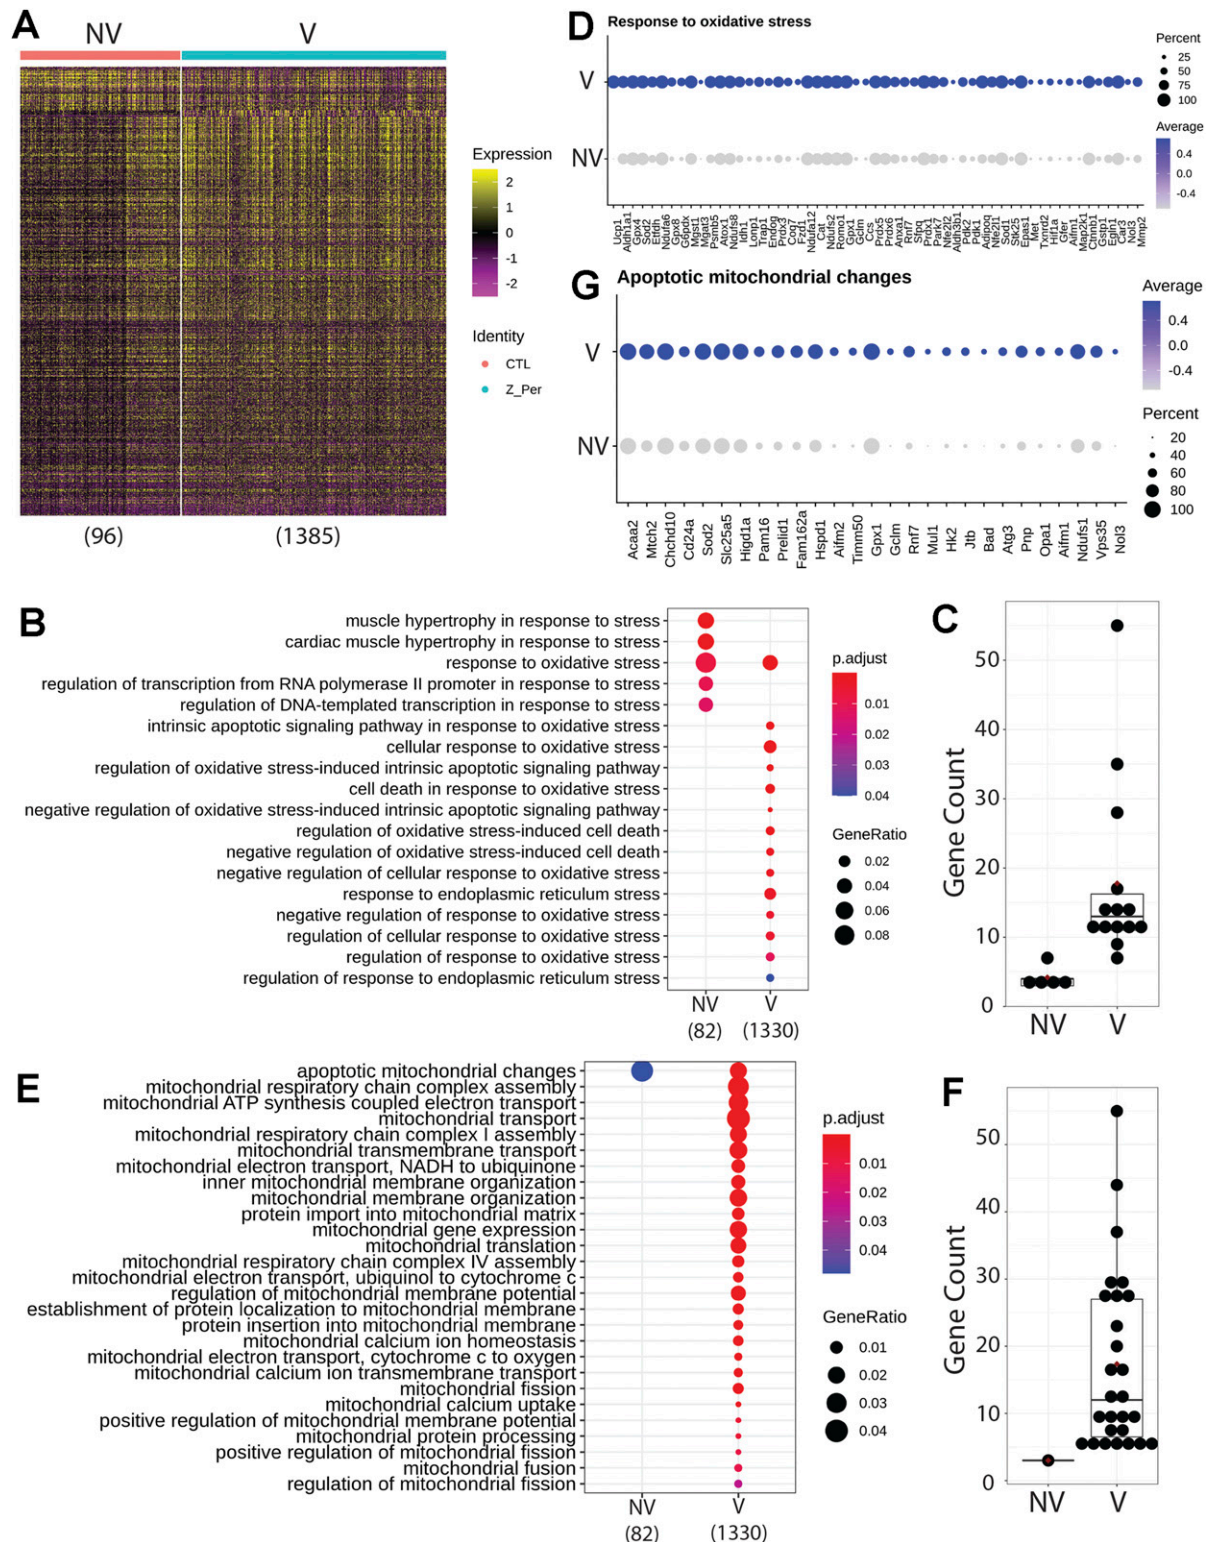 A
NV
V
Expression
2
1
0
-1
-2
Identity
CTL
Z_Per
(96)
(1385)
D
Response to oxidative stress
V
NV
Percent
25
50
75
100
Average
0.4
0.0
-0.4
Ucp1
Aldh1a1
Gpx4
Sod2
Etfdh
Ndufa6
Gpx8
G6pdx
Mgst1
Mgat3
Psmb5
Atox1
Ndufs8
Idh1
Lonp1
Trap1
Endog
Prdx3
Coq7
Fzd1
Ndufa12
Cat
Ndufs2
Romo1
Gpx1
Gclm
Ccs
Prdx5
Prdx6
Anxa1
Rnf7
Sfpq
Prdx1
Park7
Nfe2l2
Aldh3b1
Pdk2
Pdk1
Adipoq
Nfe2l1
Sod1
Stk25
Epas1
Met
Txnrd2
Hif1a
Gfer
Aifm1
Map2k1
Ctnnb1
Gstp1
Egln1
Car3
Nol3
Mmp2
G
Apoptotic mitochondrial changes
V
NV
Average
0.4
0.0
-0.4
Percent
20
40
60
80
100
Acaa2
Mtch2
Chchd10
Cd24a
Sod2
Slc25a5
Higd1a
Pam16
Prelid1
Fam162a
Hspd1
Aifm2
Timm50
Gpx1
Gclm
Rnf7
Mul1
Hk2
Jtb
Bad
Atg3
Pnp
Opa1
Aifm1
Ndufs1
Vps35
Nol3
B
muscle hypertrophy in response to stress
cardiac muscle hypertrophy in response to stress
response to oxidative stress
regulation of transcription from RNA polymerase II promoter in response to stress
regulation of DNA-templated transcription in response to stress
intrinsic apoptotic signaling pathway in response to oxidative stress
cellular response to oxidative stress
regulation of oxidative stress-induced intrinsic apoptotic signaling pathway
cell death in response to oxidative stress
negative regulation of oxidative stress-induced intrinsic apoptotic signaling pathway
regulation of oxidative stress-induced cell death
negative regulation of oxidative stress-induced cell death
negative regulation of cellular response to oxidative stress
response to endoplasmic reticulum stress
negative regulation of response to oxidative stress
regulation of cellular response to oxidative stress
regulation of response to oxidative stress
regulation of response to endoplasmic reticulum stress
NV
V
(82)
(1330)
p.adjust
0.01
0.02
0.03
0.04
GeneRatio
0.02
0.04
0.06
0.08
C
Gene Count
50
40
30
20
10
0
NV
V
E
apoptotic mitochondrial changes
mitochondrial respiratory chain complex assembly
mitochondrial ATP synthesis coupled electron transport
mitochondrial transport
mitochondrial respiratory chain complex I assembly
mitochondrial transmembrane transport
mitochondrial electron transport, NADH to ubiquinone
inner mitochondrial membrane organization
mitochondrial membrane organization
protein import into mitochondrial matrix
mitochondrial gene expression
mitochondrial translation
mitochondrial respiratory chain complex IV assembly
mitochondrial electron transport, ubiquinol to cytochrome c
regulation of mitochondrial membrane potential
establishment of protein localization to mitochondrial membrane
protein insertion into mitochondrial membrane
mitochondrial calcium ion homeostasis
mitochondrial electron transport, cytochrome c to oxygen
mitochondrial calcium ion transmembrane transport
mitochondrial fission
mitochondrial calcium uptake
positive regulation of mitochondrial membrane potential
mitochondrial protein processing
positive regulation of mitochondrial fission
mitochondrial fusion
regulation of mitochondrial fission
NV
V
(82)
(1330)
p.adjust
0.01
0.02
0.03
0.04
GeneRatio
0.01
0.02
0.03
0.04
F
Gene Count
50
40
30
20
10
0
NV
V